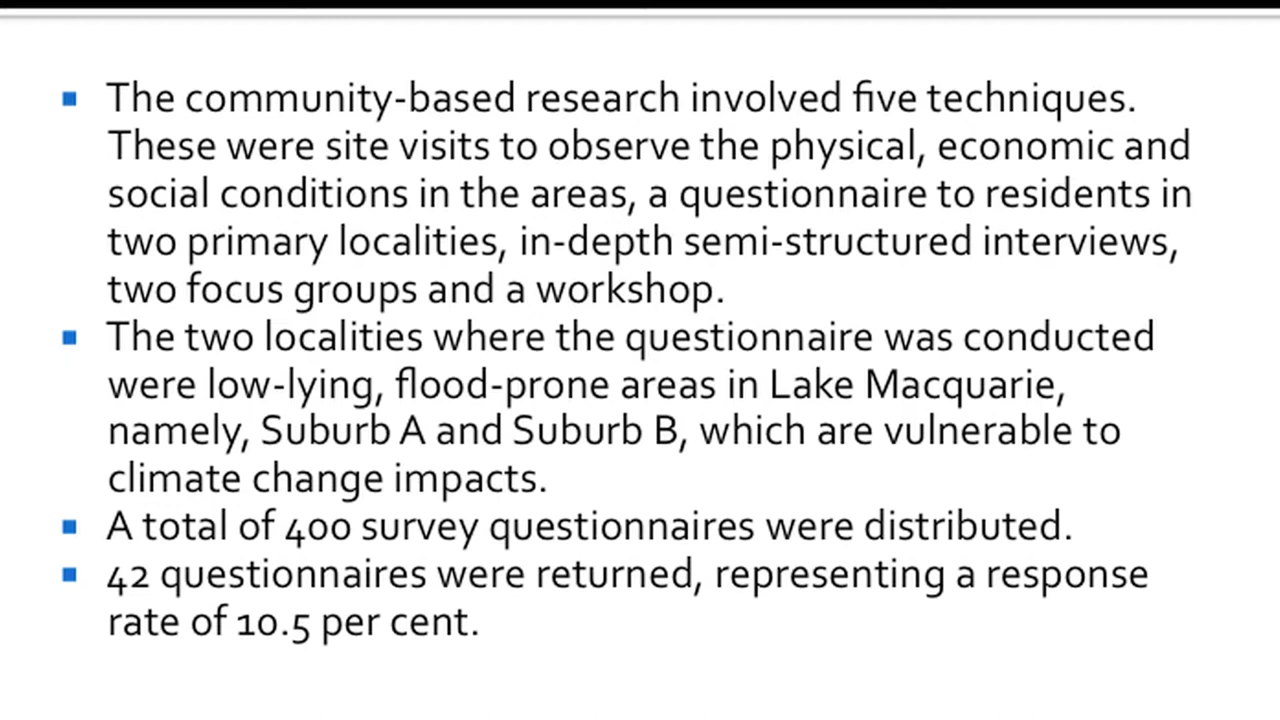 The community-based research involved five techniques.
These were site visits to observe the physical, economic and
social conditions in the areas, a questionnaire to residents in
two primary localities, in-depth semi-structured interviews,
two focus groups and a workshop.
The two localities where the questionnaire was conducted
were low-lying, flood-prone areas in Lake Macquarie,
namely, Suburb A and Suburb B, which are vulnerable to
climate change impacts.
A total of 400 survey questionnaires were distributed.
42 questionnaires were returned, representing a response
rate of 10.5 per cent.